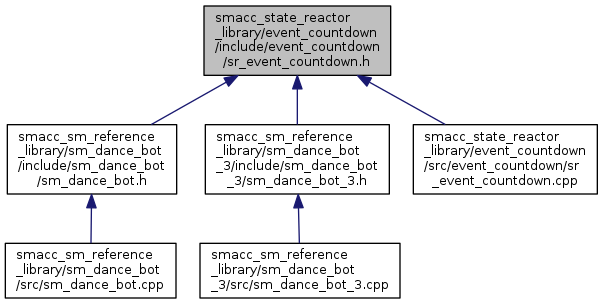 smacc_state_reactor
_library/event_countdown
/include/event_countdown
/sr_event_countdown.h
smacc_sm_reference
_library/sm_dance_bot
/include/sm_dance_bot
/sm_dance_bot.h
smacc_sm_reference
_library/sm_dance_bot
_3/include/sm_dance_bot
_3/sm_dance_bot_3.h
smacc_state_reactor
_library/event_countdown
/src/event_countdown/sr
_event_countdown.cpp
smacc_sm_reference
_library/sm_dance_bot
/src/sm_dance_bot.cpp
smacc_sm_reference
_library/sm_dance_bot
_3/src/sm_dance_bot_3.cpp